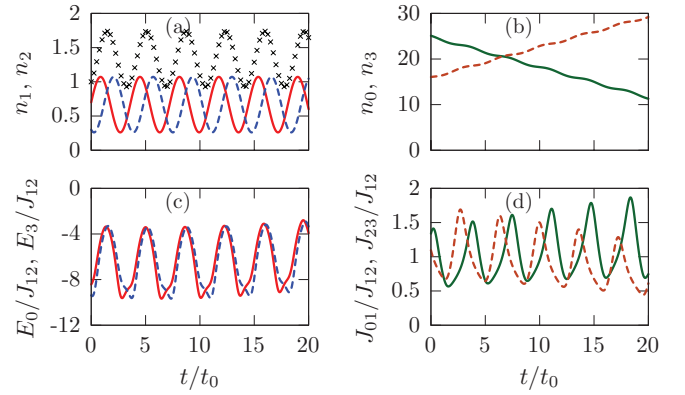 (a)
2
1.5
1
0.5
0
n₁, n₂
(b)
30
20
10
0
n₀, n₃
(c)
0
-4
-8
-12
E₀/J₁₂, E₃/J₁₂
0 5 10 15 20
t/t₀
(d)
2
1.5
1
0.5
0
J₀₁/J₁₂, J₂₃/J₁₂
0 5 10 15 20
t/t₀